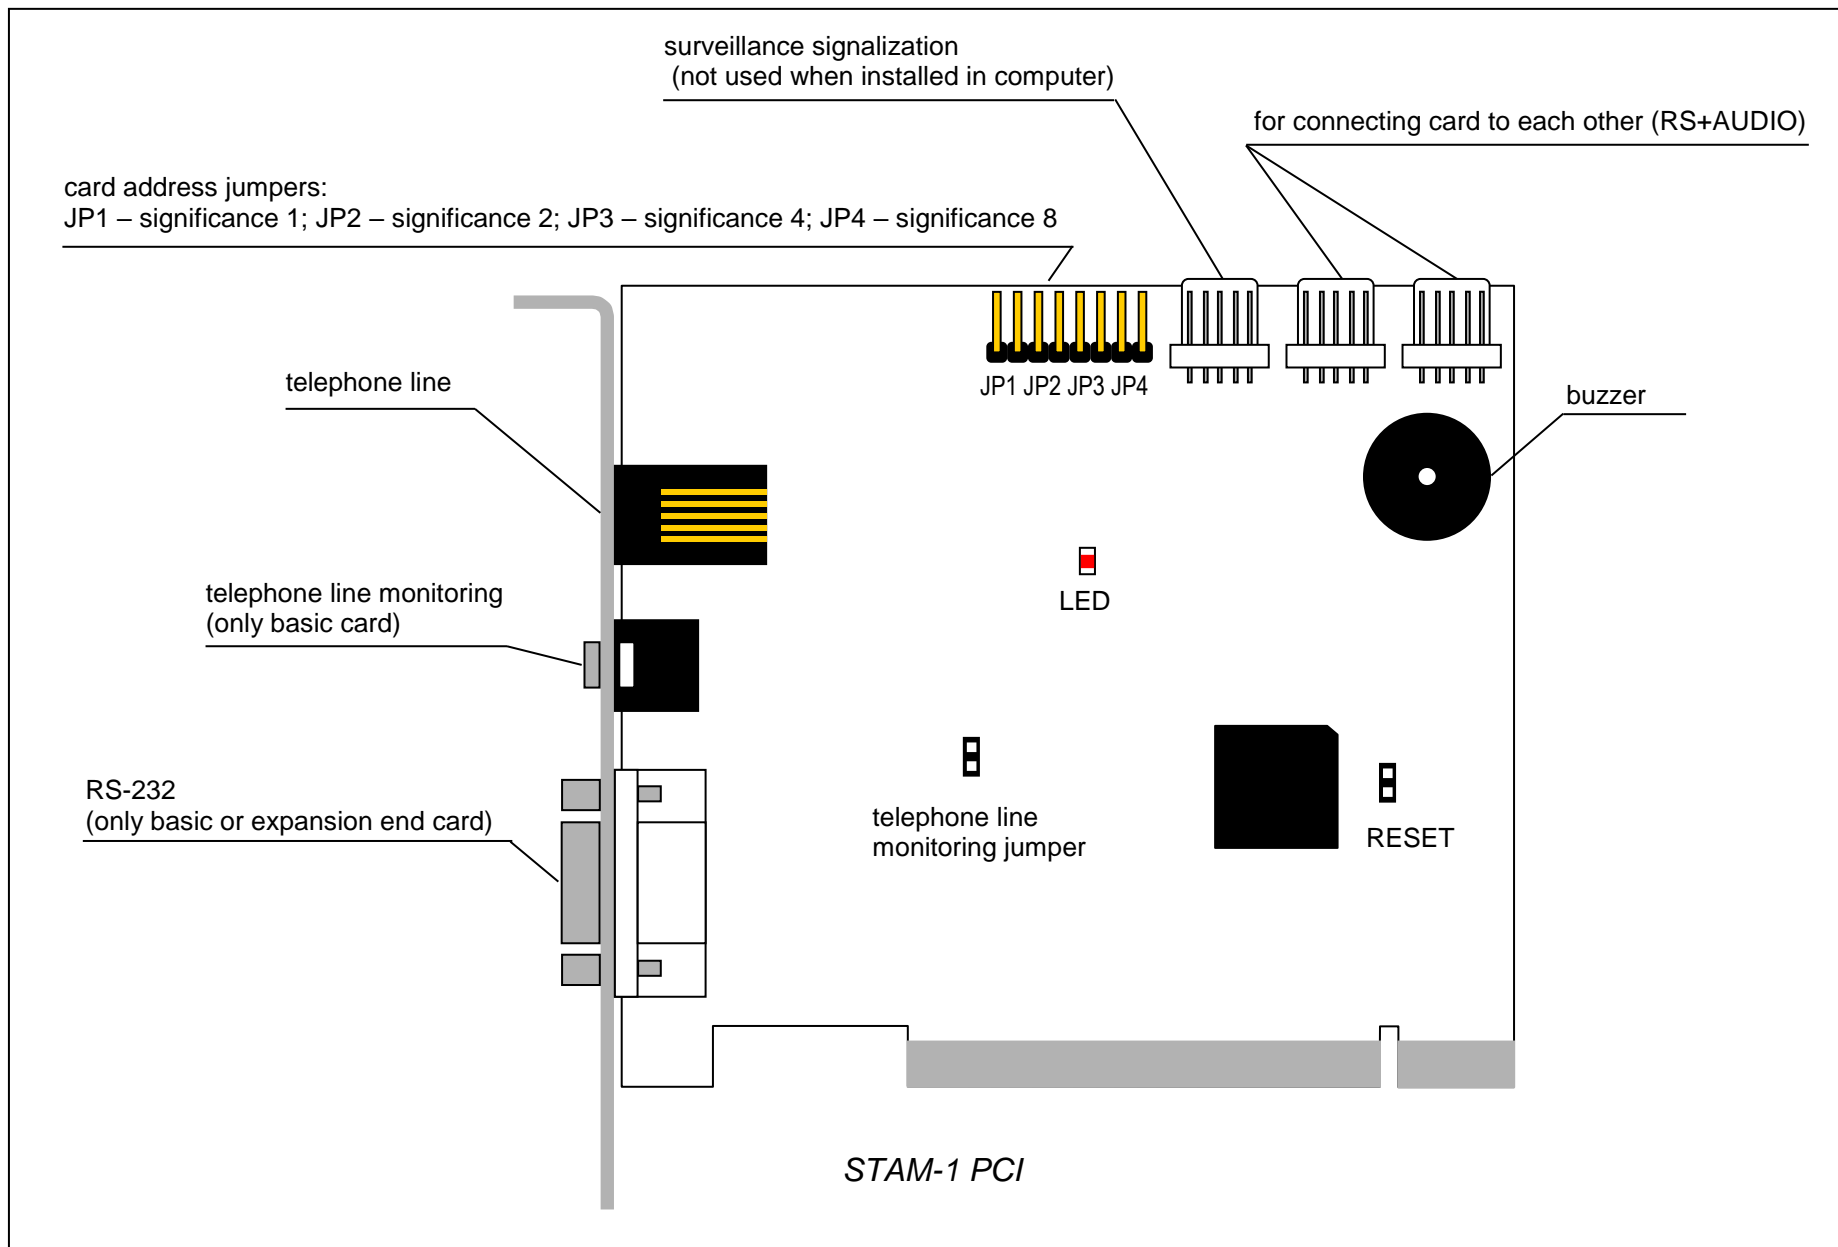 surveillance signalization
(not used when installed in computer)
for connecting card to each other (RS+AUDIO)
card address jumpers:
JP1 – significance 1; JP2 – significance 2; JP3 – significance 4; JP4 – significance 8
JP1 JP2 JP3 JP4
telephone line
buzzer
LED
telephone line monitoring
(only basic card)
RS-232
(only basic or expansion end card)
telephone line
monitoring jumper
RESET
STAM-1 PCI